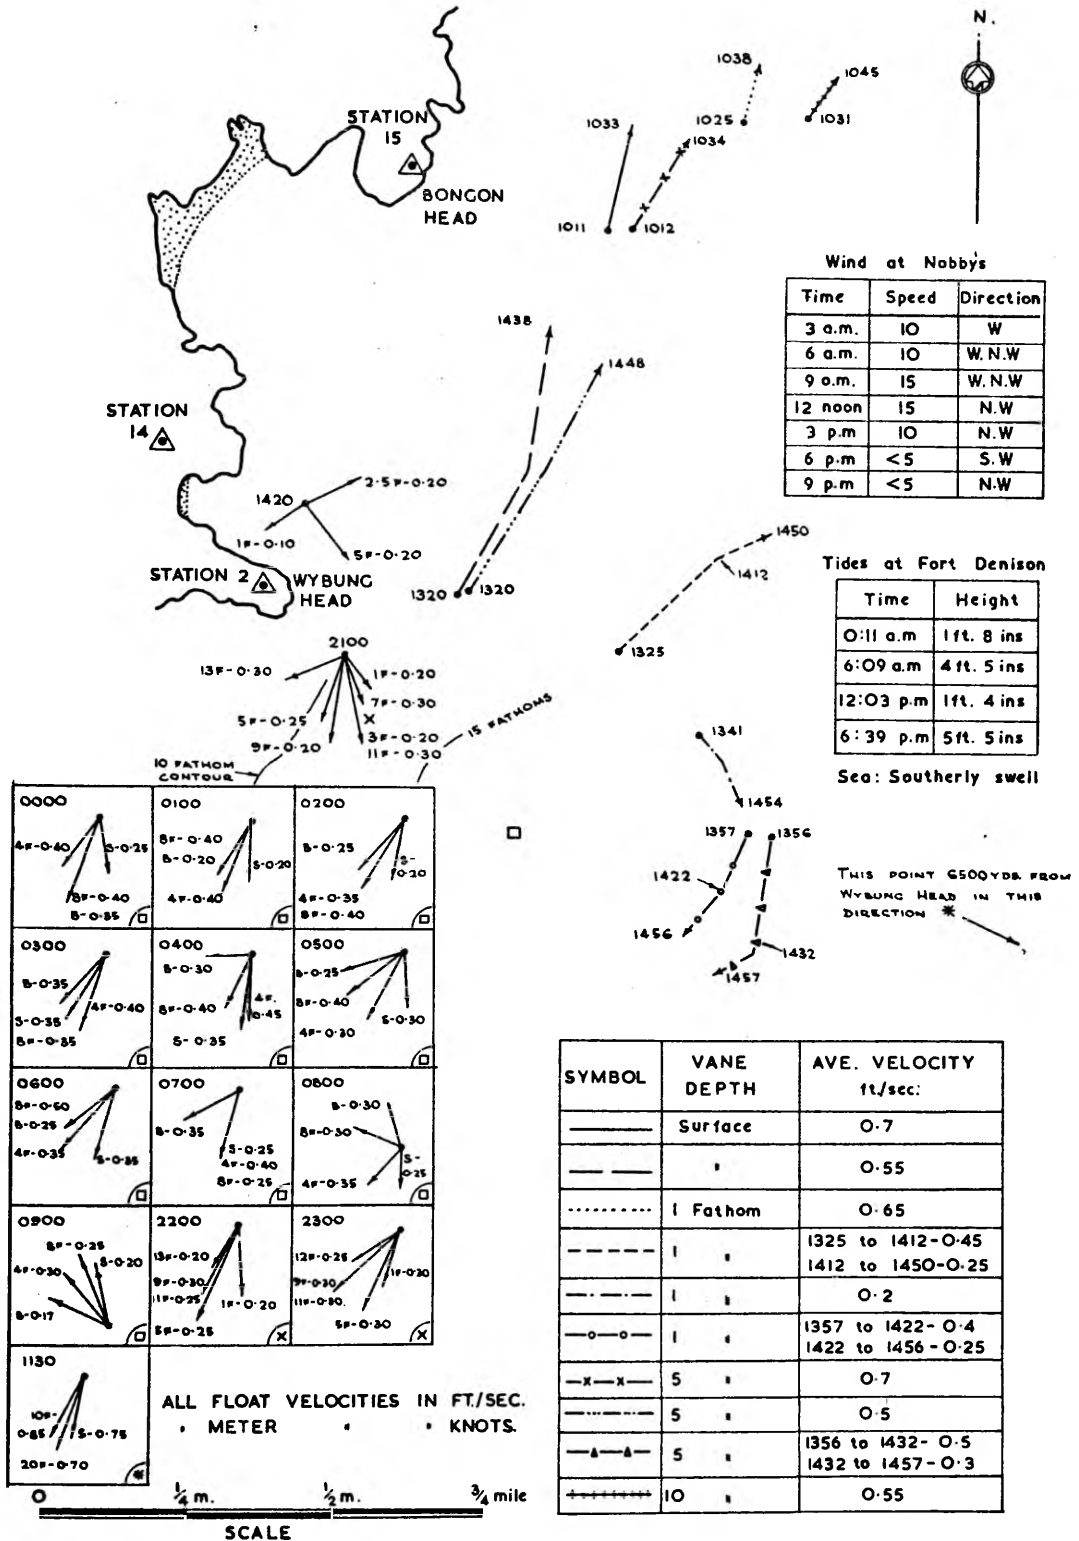 N.
1038
1045
STATION
15
1033
1025
1031
1034
BONGON
HEAD
1011
1012
Wind at Nobby's
Time Speed Direction
3 a.m. 10 W
6 a.m. 10 W.N.W
9 a.m. 15 W.N.W
12 noon 15 N.W
3 p.m 10 N.W
6 p.m <5 S.W
9 p.m <5 N.W
1438
1448
STATION
14
2.5F-0.20
1420
1F-0.10
5F-0.20
1450
1412
STATION 2
WYBUNG
HEAD
1320
1320
1325
Tides at Fort Denison
Time Height
0:11 a.m 1ft. 8 ins
6:09 a.m 4ft. 5 ins
12:03 p.m 1ft. 4 ins
6:39 p.m 5ft. 5 ins
Sea: Southerly swell
2100
13F-0.30
1F-0.20
7F-0.30
5F-0.25
X
3F-0.20
9F-0.20
11F-0.30
15 FATHOMS
10 FATHOM
CONTOUR
1341
1454
1357
1356
1422
1456
1432
1457
THIS POINT 6500YDS. FROM
WYBUNG HEAD IN THIS
DIRECTION *
0000
4F-0.40
S-0.25
8F-0.40
B-0.35
0100
8F-0.40
B-0.20
S-0.20
4F-0.40
0200
B-0.25
S-
0.20
4F-0.35
8F-0.40
0300
B-0.35
4F-0.40
S-0.35
8F-0.35
0400
B-0.30
8F-0.40
4F.
0.45
S-0.35
0500
B-0.25
8F-0.40
S-0.30
4F-0.30
0600
B-0.25
4F-0.35
S-0.35
0700
B-0.35
S-0.25
4F-0.40
8F-0.25
0800
B-0.30
8F-0.30
S-
0.25
4F-0.35
0900
8F-0.25
S-0.20
4F-0.30
B-0.17
2200
13F-0.20
9F-0.30
11F-0.25
1F-0.20
5F-0.25
X
2300
12F-0.25
9F-0.30
1F-0.30
11F-0.30.
5F-0.30
X
1130
10F-
0.85
S-0.75
20F-0.70
*
ALL FLOAT VELOCITIES IN FT./SEC.
" METER " " KNOTS.
SYMBOL VANE DEPTH AVE. VELOCITY ft./sec:
Surface 0.7
" 0.55
1 Fathom 0.65
1 " 1325 to 1412-0.45
1412 to 1450-0.25
1 " 0.2
1 " 1357 to 1422-0.4
1422 to 1456-0.25
5 " 0.7
5 " 0.5
5 " 1356 to 1432-0.5
1432 to 1457-0.3
10 " 0.55
0 1/4 m. 1/2 m. 3/4 mile
SCALE